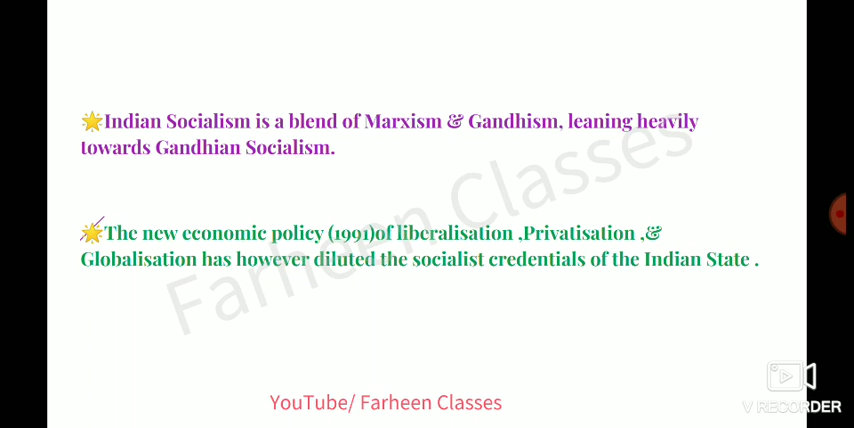 🌟Indian Socialism is a blend of Marxism & Gandhism, leaning heavily
towards Gandhian Socialism.
🌟The new economic policy (1991)of liberalisation ,Privatisation ,&
Globalisation has however diluted the socialist credentials of the Indian State .
Farheen Classes
YouTube/ Farheen Classes
V RECORDER